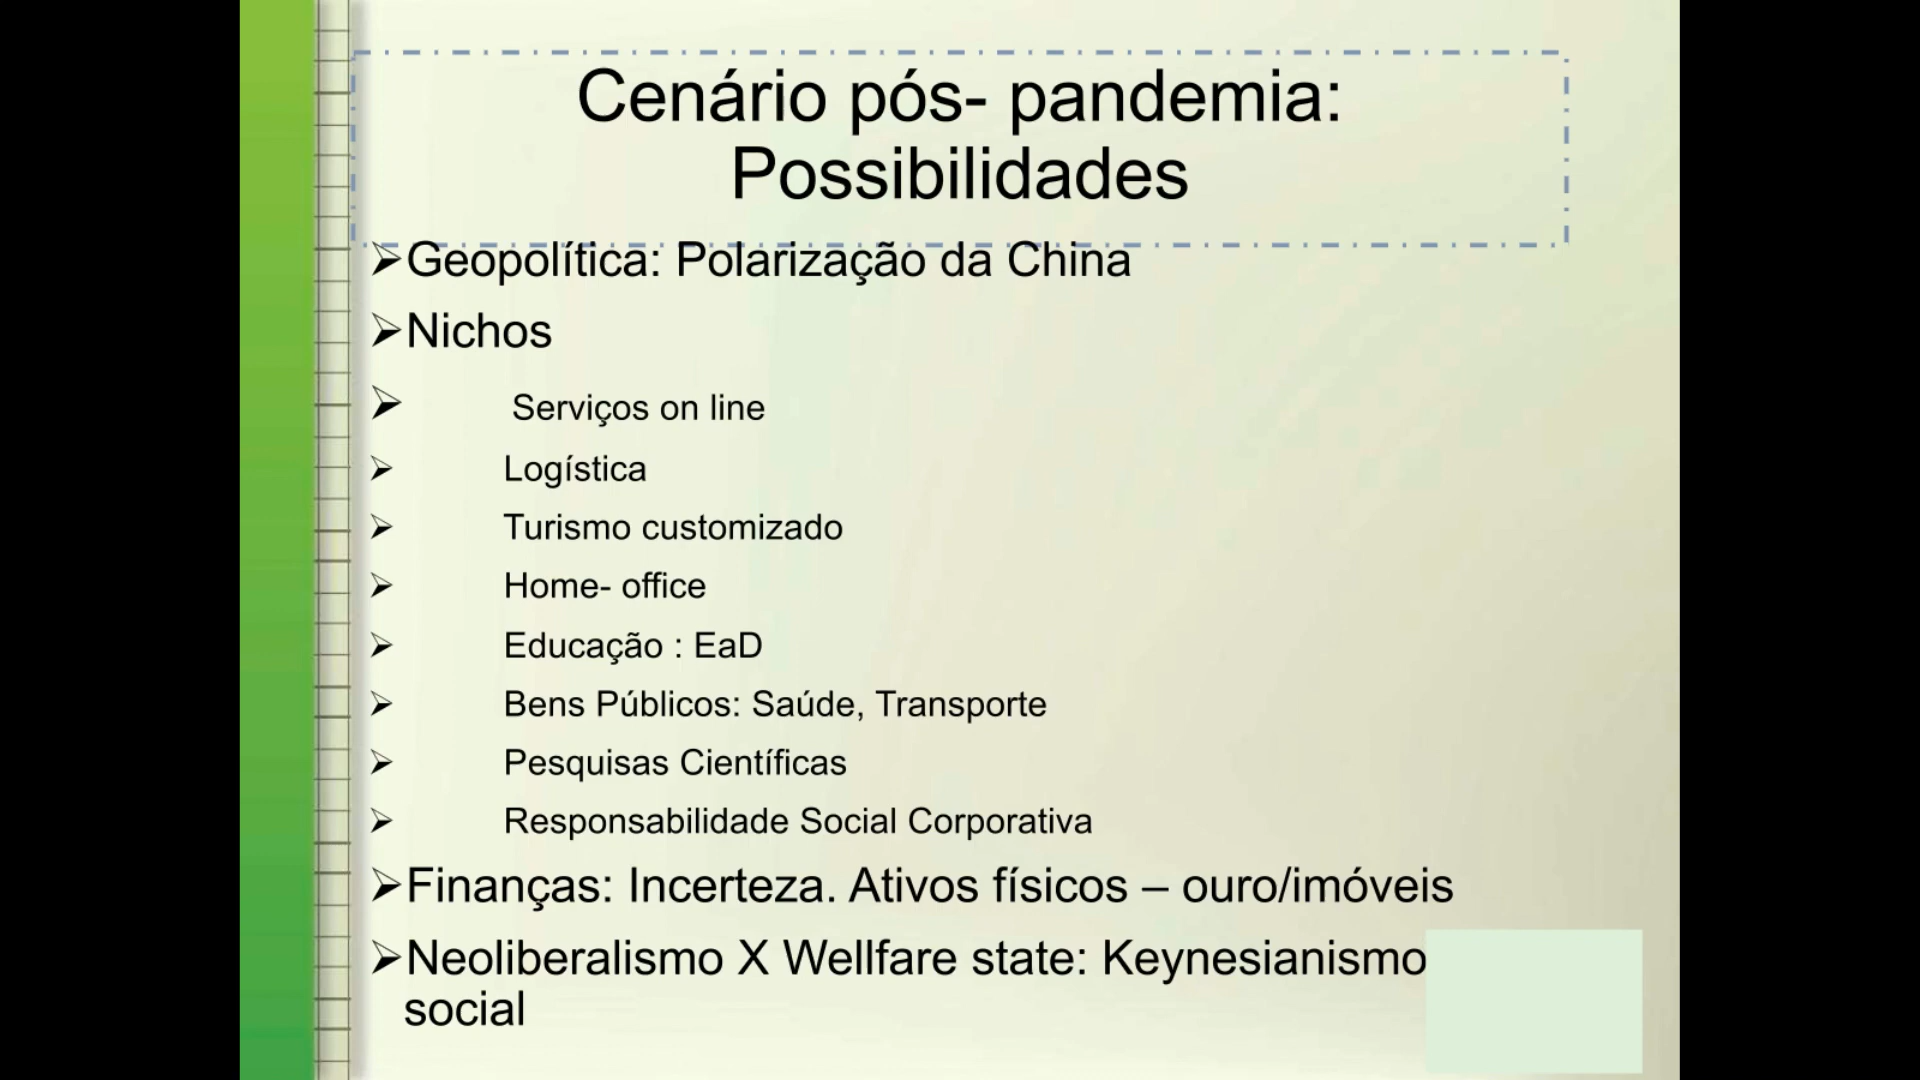 Cenário pós- pandemia:
Possibilidades
➢Geopolítica: Polarização da China
➢Nichos
➢ Serviços on line
➢ Logística
➢ Turismo customizado
➢ Home- office
➢ Educação : EaD
➢ Bens Públicos: Saúde, Transporte
➢ Pesquisas Científicas
➢ Responsabilidade Social Corporativa
➢Finanças: Incerteza. Ativos físicos – ouro/imóveis
➢Neoliberalismo X Wellfare state: Keynesianismo
social